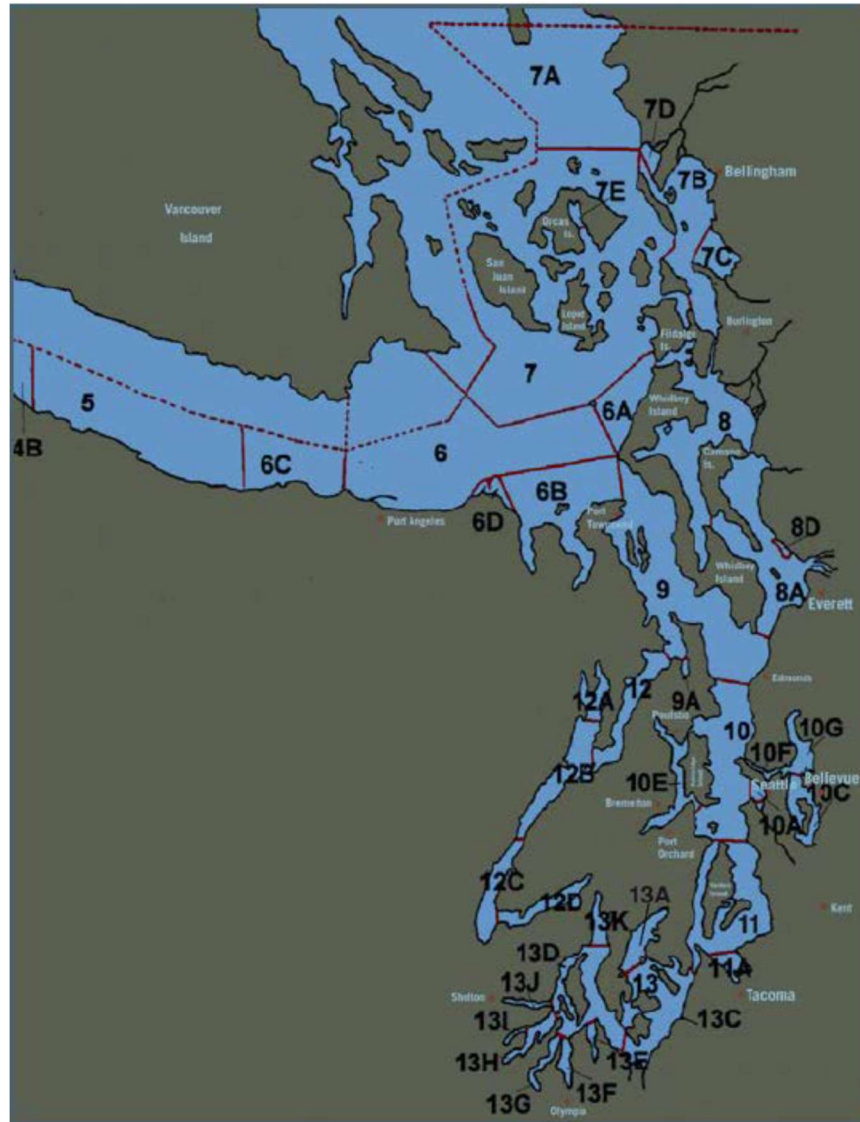 7A
7D
Bellingham
7B
7E
Orcas
Is.
Vancouver
Island
7C
San
Juan
Island
Lopez
Island
Fildalgo
Is.
Burlington
7
3
6A
Whidbey
Island
5
4B
8
6
6C
Camano
Is.
6B
6D
Port Angeles
Port
Townsend
8D
Whidbey
Island
8A
9
Everett
Edmonds
12
9A
12A
Poulsbo
10
10G
10F
12B
10E
Seattle
Bellevue
10C
Bremerton
10A
Port
Orchard
12C
12D
13A
Kent
13K
11
13D
11A
13J
13
Shelton
Tacoma
13I
13C
13H
13E
13G
13F
Olympia